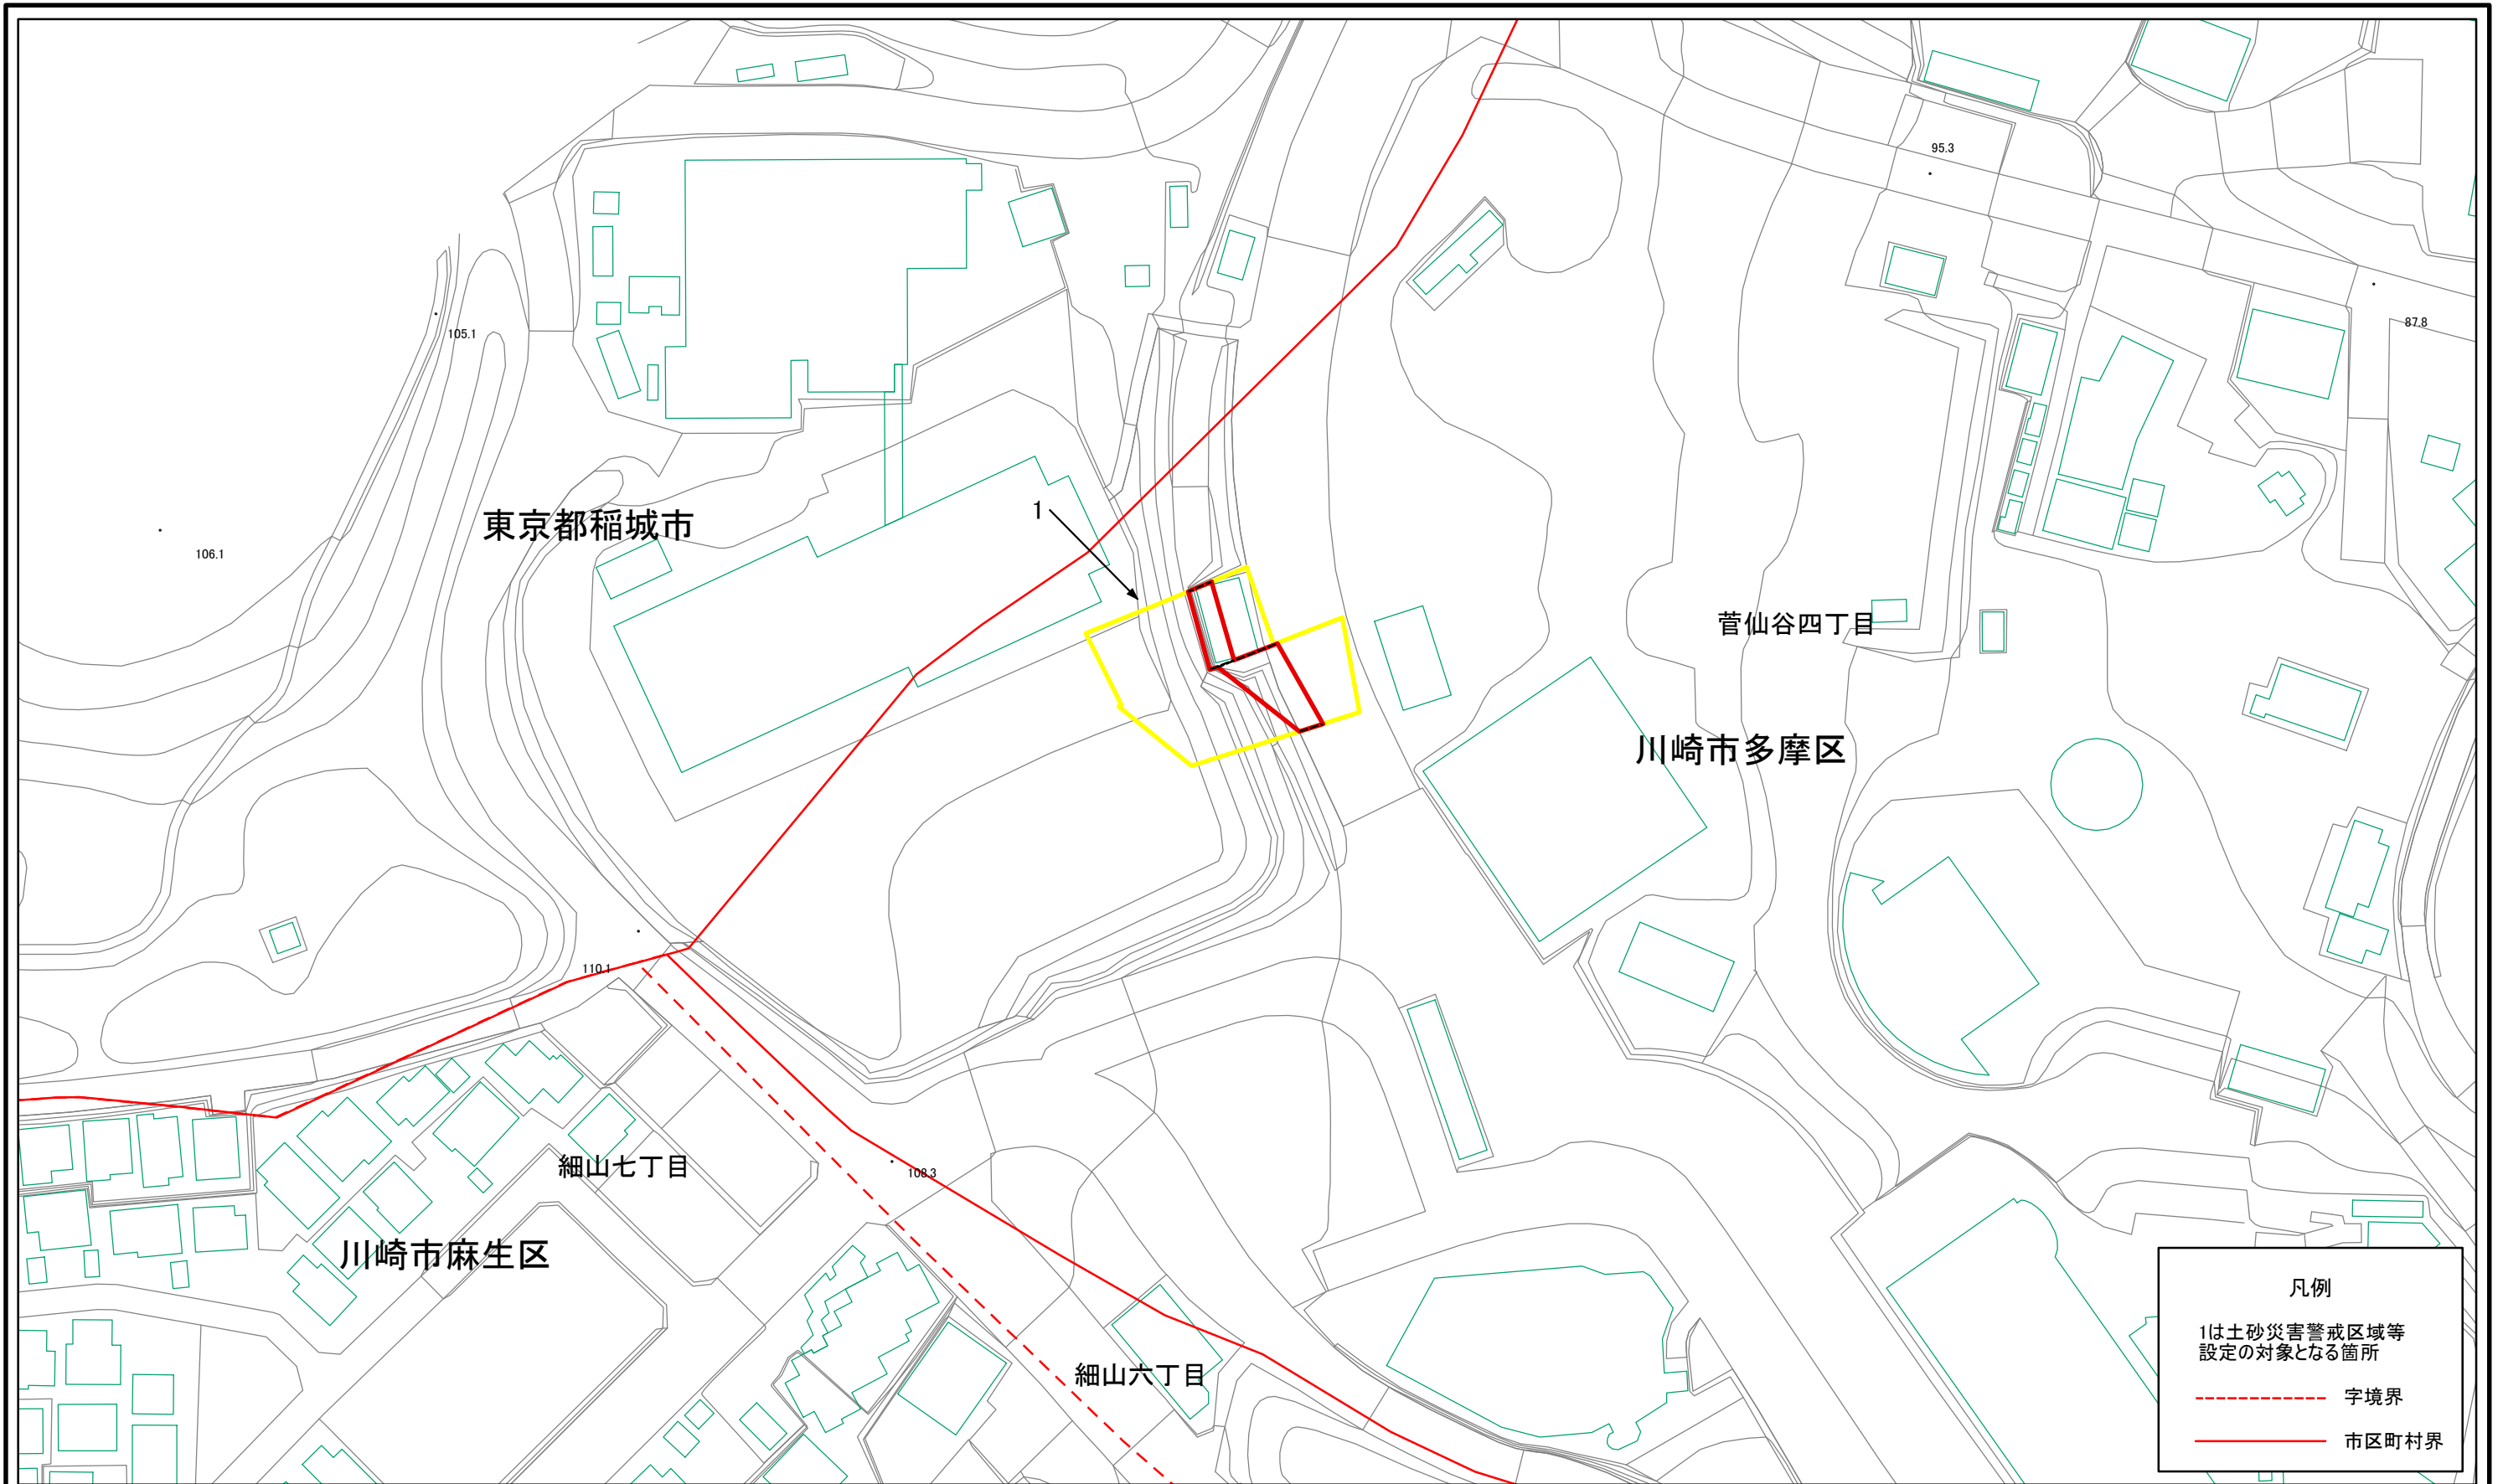 95.3
105.1
87.8
1
東京都稲城市
106.1
菅仙谷四丁目
川崎市多摩区
110.1
細山七丁目
108.3
川崎市麻生区
細山六丁目
凡例
1は土砂災害警戒区域等
設定の対象となる箇所
字境界
市区町村界